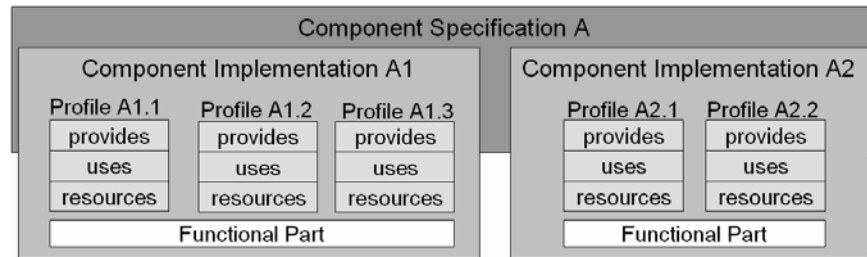 Component Specification A
Component Implementation A1
Profile A1.1
provides
uses
resources
Profile A1.2
provides
uses
resources
Profile A1.3
provides
uses
resources
Functional Part
Component Implementation A2
Profile A2.1
provides
uses
resources
Profile A2.2
provides
uses
resources
Functional Part